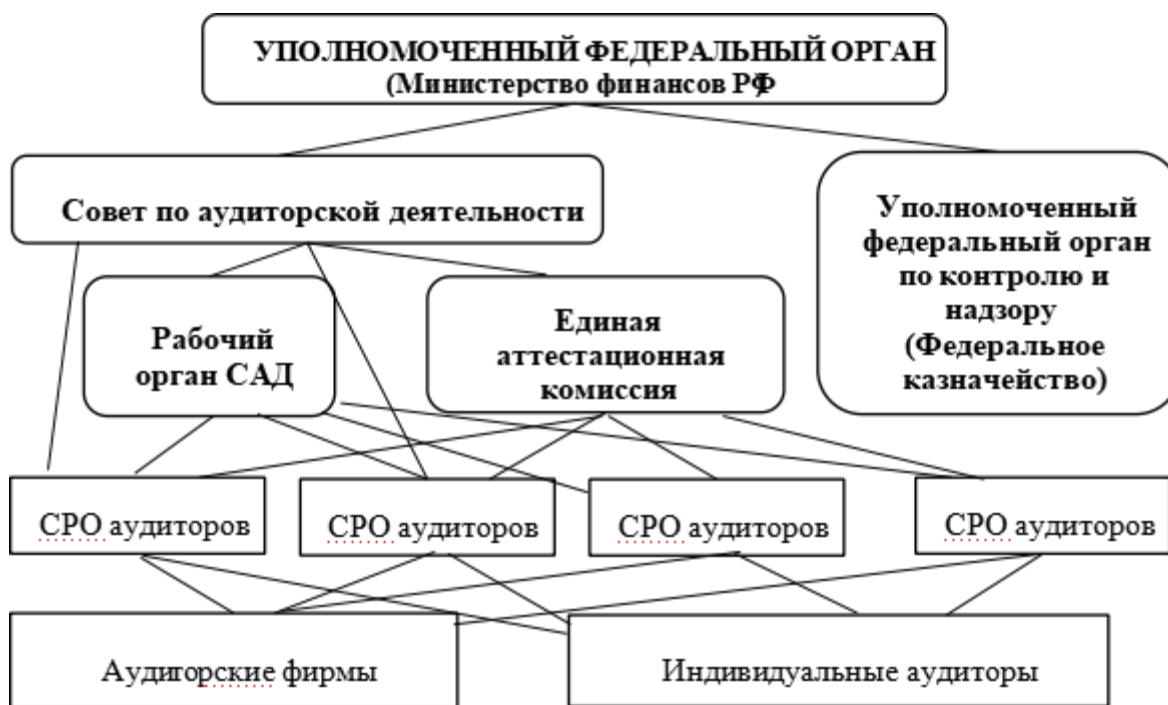 УПОЛНОМОЧЕННЫЙ ФЕДЕРАЛЬНЫЙ ОРГАН
(Министерство финансов РФ)
Совет по аудиторской деятельности
Уполномоченный
федеральный орган
по контролю и
надзору
(Федеральное
казначейство)
Рабочий
орган САД
Единая
аттестационная
комиссия
СРО аудиторов
СРО аудиторов
СРО аудиторов
СРО аудиторов
Аудиторские фирмы
Индивидуальные аудиторы